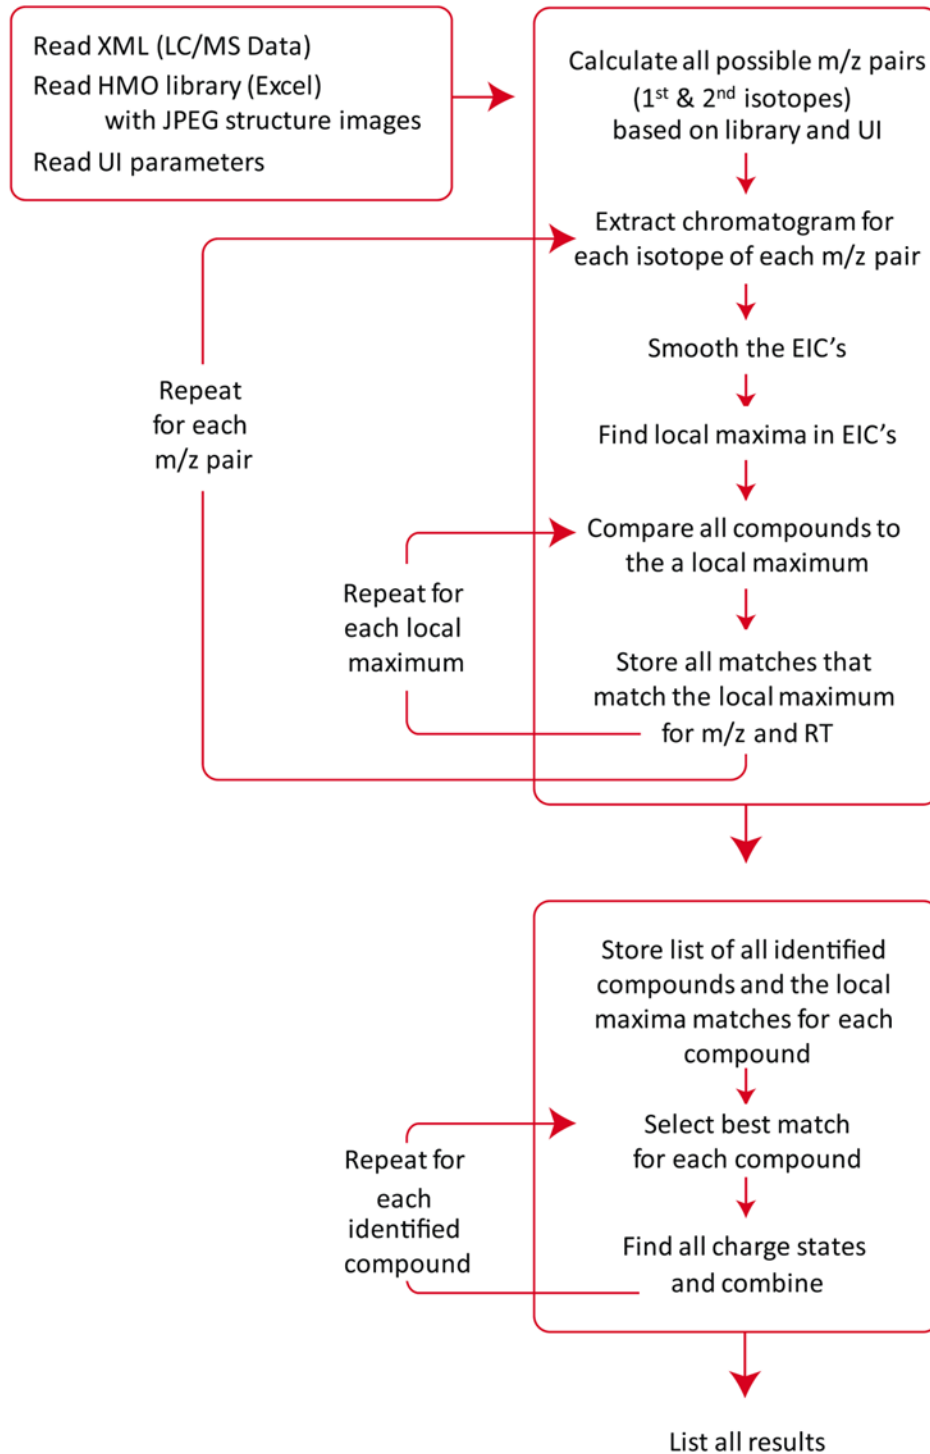 Read XML (LC/MS Data)
Read HMO library (Excel)
with JPEG structure images
Read UI parameters
Calculate all possible m/z pairs
(1st & 2nd isotopes)
based on library and UI
Extract chromatogram for
each isotope of each m/z pair
Smooth the EIC's
Find local maxima in EIC's
Compare all compounds to
the a local maximum
Store all matches that
match the local maximum
for m/z and RT
Repeat for
each local
maximum
Repeat
for each
m/z pair
Store list of all identified
compounds and the local
maxima matches for each
compound
Select best match
for each compound
Find all charge states
and combine
Repeat for
each
identified
compound
List all results